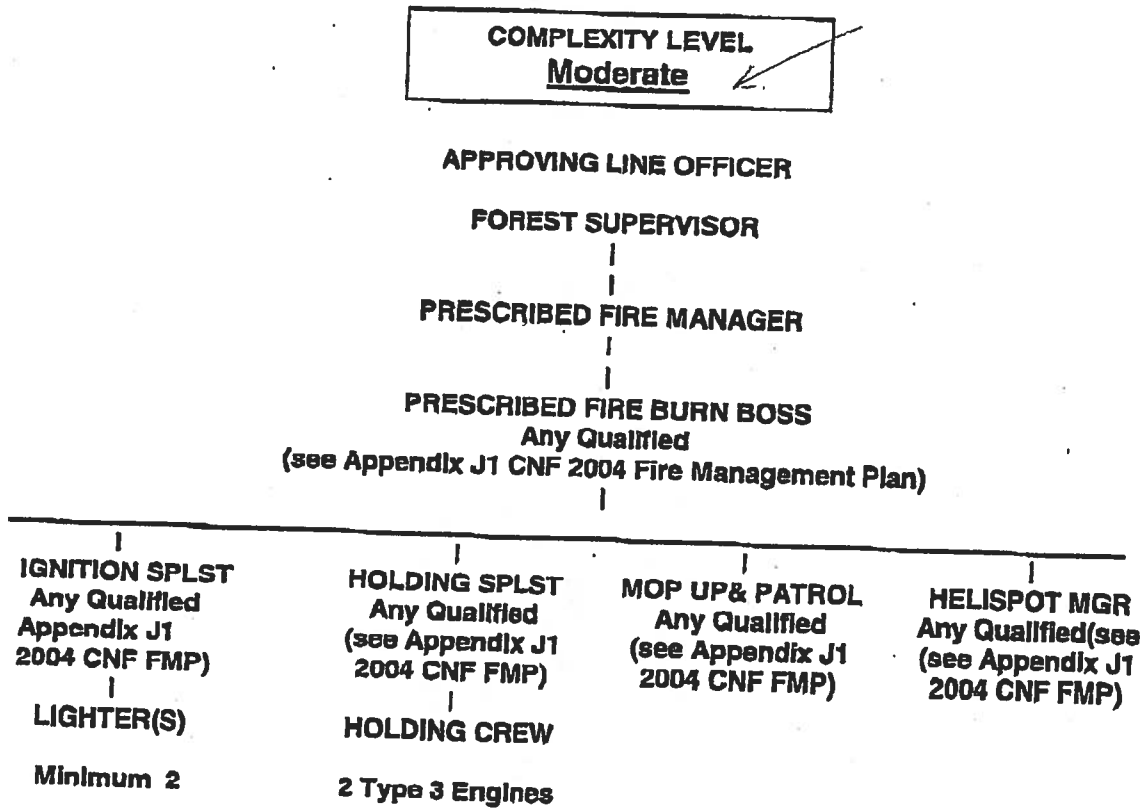 COMPLEXITY LEVEL
Moderate
APPROVING LINE OFFICER
FOREST SUPERVISOR
PRESCRIBED FIRE MANAGER
PRESCRIBED FIRE BURN BOSS
Any Qualified
(see Appendix J1 CNF 2004 Fire Management Plan)
IGNITION SPLST
Any Qualified
Appendix J1
2004 CNF FMP)
LIGHTER(S)
Minimum 2
HOLDING SPLST
Any Qualified
(see Appendix J1
2004 CNF FMP)
HOLDING CREW
2 Type 3 Engines
MOP UP& PATROL
Any Qualified
(see Appendix J1
2004 CNF FMP)
HELISPOT MGR
Any Qualified(see
(see Appendix J1
2004 CNF FMP)